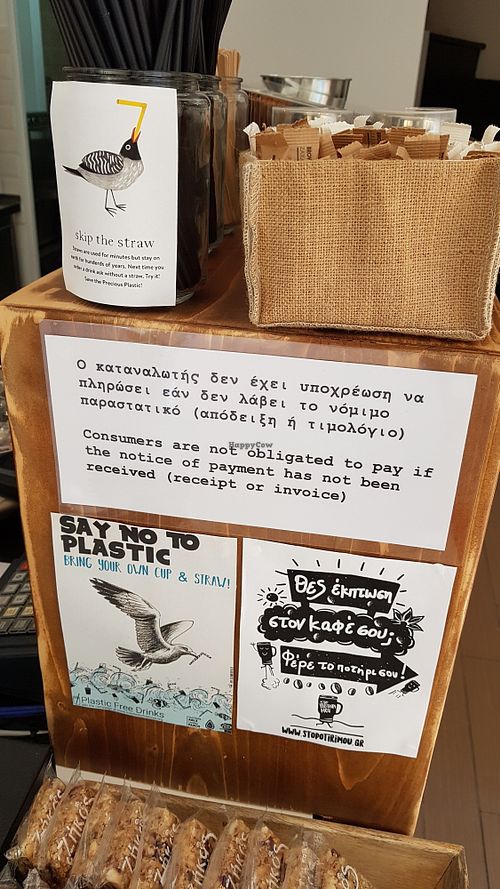 skip the straw
Straws are used for minutes but stay on
earth for hunderds of years. Next time you
order a drink ask without a straw. Try it!
Save the Precious Plastic!
Ο καταναλωτής δεν έχει υποχρέωση να
πληρώσει εάν δεν λάβει το νόμιμο
παραστατικό (απόδειξη ή τιμολόγιο)
Consumers are not obligated to pay if
the notice of payment has not been
received (receipt or invoice)
HappyCow
SAY NO TO
PLASTIC
BRING YOUR OWN CUP & STRAW!
Plastic Free Drinks
Θες έκπτωση
στον καφέ σου;
Φέρε το ποτήρι σου!
WWW.STOPOTIRIMOU.GR